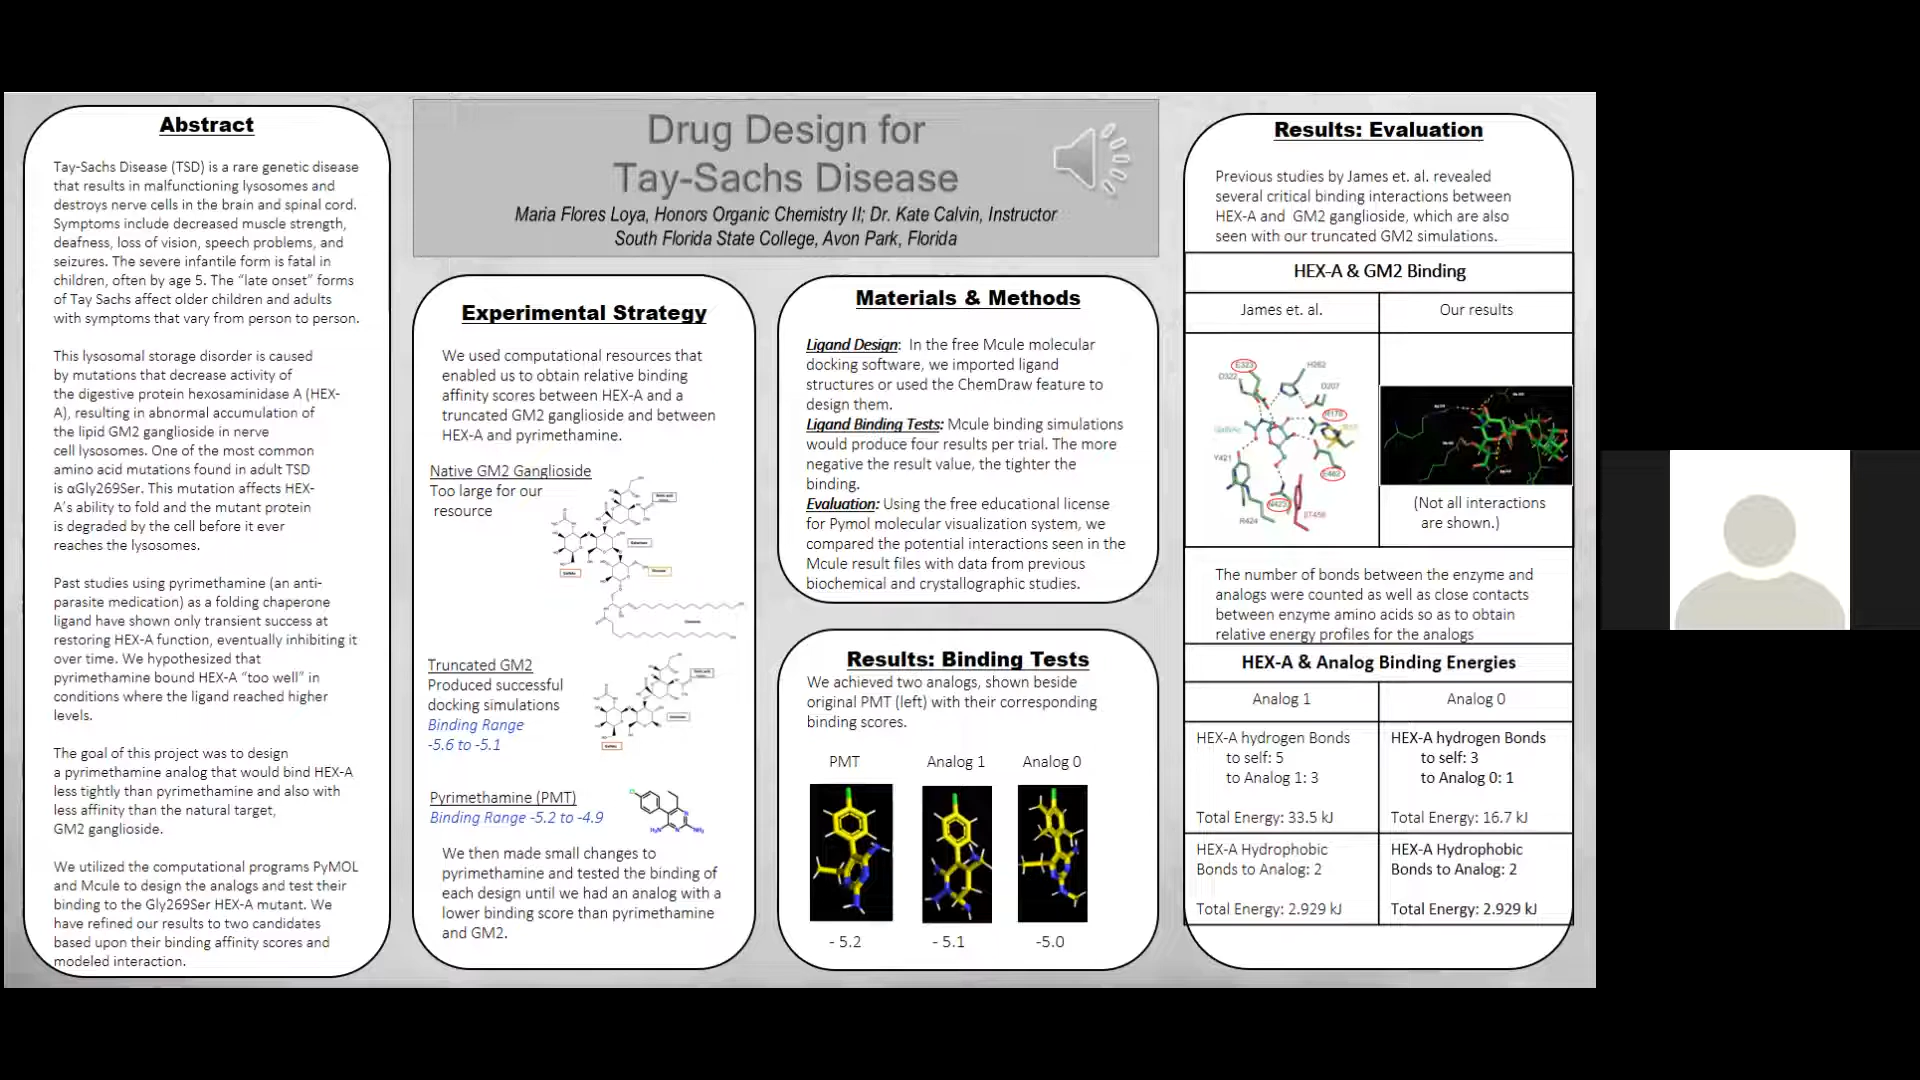 Abstract
Tay-Sachs Disease (TSD) is a rare genetic disease
that results in malfunctioning lysosomes and
destroys nerve cells in the brain and spinal cord.
Symptoms include decreased muscle strength,
deafness, loss of vision, speech problems, and
seizures. The severe infantile form is fatal in
children, often by age 5. The “late onset” forms
of Tay Sachs affect older children and adults
with symptoms that vary from person to person.
This lysosomal storage disorder is caused
by mutations that decrease activity of
the digestive protein hexosaminidase A (HEX-
A), resulting in abnormal accumulation of
the lipid GM2 ganglioside in nerve
cell lysosomes. One of the most common
amino acid mutations found in adult TSD
is αGly269Ser. This mutation affects HEX-
A’s ability to fold and the mutant protein
is degraded by the cell before it ever
reaches the lysosomes.
Past studies using pyrimethamine (an anti-
parasite medication) as a folding chaperone
ligand have shown only transient success at
restoring HEX-A function, eventually inhibiting it
over time. We hypothesized that
pyrimethamine bound HEX-A “too well” in
conditions where the ligand reached higher
levels.
The goal of this project was to design
a pyrimethamine analog that would bind HEX-A
less tightly than pyrimethamine and also with
less affinity than the natural target,
GM2 ganglioside.
We utilized the computational programs PyMOL
and Mcule to design the analogs and test their
binding to the Gly269Ser HEX-A mutant. We
have refined our results to two candidates
based upon their binding affinity scores and
modeled interaction.
Drug Design for
Tay-Sachs Disease
Maria Flores Loya, Honors Organic Chemistry II; Dr. Kate Calvin, Instructor
South Florida State College, Avon Park, Florida
Experimental Strategy
We used computational resources that
enabled us to obtain relative binding
affinity scores between HEX-A and a
truncated GM2 ganglioside and between
HEX-A and pyrimethamine.
Native GM2 Ganglioside
Too large for our
resource
Truncated GM2
Produced successful
docking simulations
Binding Range
-5.6 to -5.1
Pyrimethamine (PMT)
Binding Range -5.2 to -4.9
We then made small changes to
pyrimethamine and tested the binding of
each design until we had an analog with a
lower binding score than pyrimethamine
and GM2.
Materials & Methods
Ligand Design: In the free Mcule molecular
docking software, we imported ligand
structures or used the ChemDraw feature to
design them.
Ligand Binding Tests: Mcule binding simulations
would produce four results per trial. The more
negative the result value, the tighter the
binding.
Evaluation: Using the free educational license
for Pymol molecular visualization system, we
compared the potential interactions seen in the
Mcule result files with data from previous
biochemical and crystallographic studies.
Results: Binding Tests
We achieved two analogs, shown beside
original PMT (left) with their corresponding
binding scores.
PMT Analog 1 Analog 0
- 5.2 - 5.1 -5.0
Results: Evaluation
Previous studies by James et. al. revealed
several critical binding interactions between
HEX-A and GM2 ganglioside, which are also
seen with our truncated GM2 simulations.
HEX-A & GM2 Binding
James et. al. Our results
E323 H262
D322 D207
R178
Y421
E462
N423
R424 βT456
(Not all interactions
are shown.)
The number of bonds between the enzyme and
analogs were counted as well as close contacts
between enzyme amino acids so as to obtain
relative energy profiles for the analogs
HEX-A & Analog Binding Energies
Analog 1 Analog 0
HEX-A hydrogen Bonds
to self: 5
to Analog 1: 3
Total Energy: 33.5 kJ
HEX-A hydrogen Bonds
to self: 3
to Analog 0: 1
Total Energy: 16.7 kJ
HEX-A Hydrophobic
Bonds to Analog: 2
Total Energy: 2.929 kJ
HEX-A Hydrophobic
Bonds to Analog: 2
Total Energy: 2.929 kJ